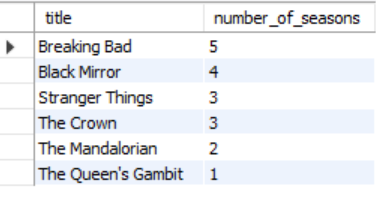 title number_of_seasons
Breaking Bad 5
Black Mirror 4
Stranger Things 3
The Crown 3
The Mandalorian 2
The Queen's Gambit 1